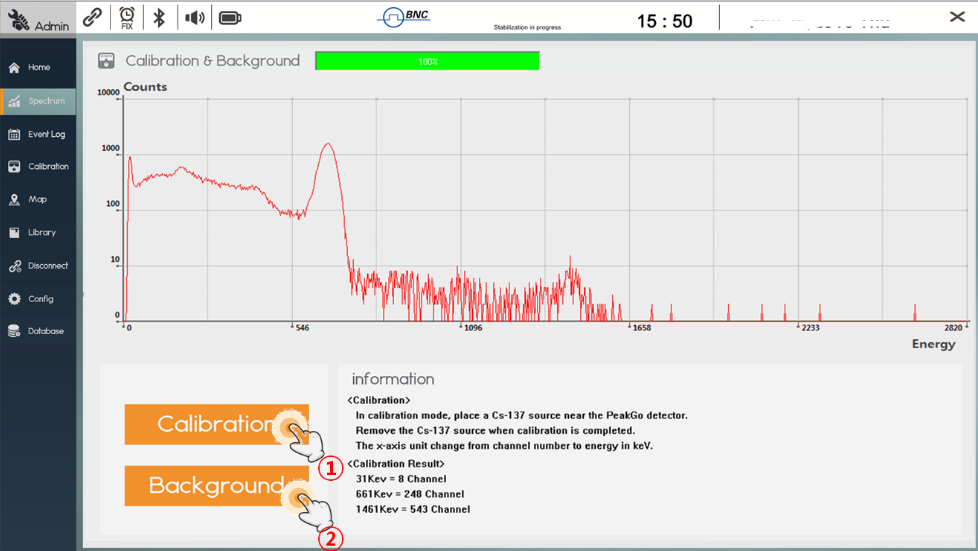 Admin
FIX
BNC
Stabilization in progress
15 : 50
Home
Spectrum
Event Log
Calibration
Map
Library
Disconnect
Config
Database
Calibration & Background
100%
Counts
10000
1000
100
10
0
0 546 1096 1658 2233 2820
Energy
Calibration
①
Background
②
information
<Calibration>
In calibration mode, place a Cs-137 source near the PeakGo detector.
Remove the Cs-137 source when calibration is completed.
The x-axis unit change from channel number to energy in keV.
<Calibration Result>
31Kev = 8 Channel
661Kev = 248 Channel
1461Kev = 543 Channel